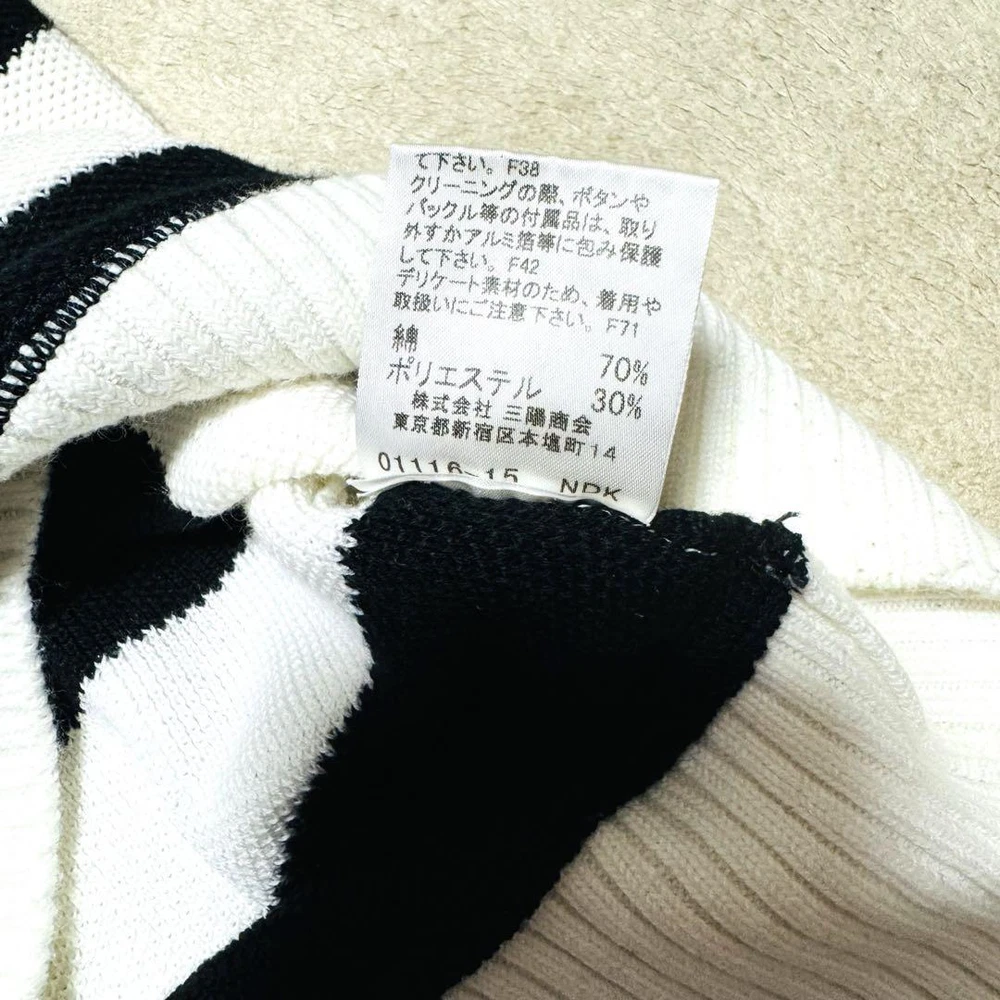 て下さい。F38
クリーニングの際、ボタンや
バックル等の付属品は、取り
外すかアルミ箔等に包み保護
して下さい。F42
デリケート素材のため、着用や
取扱いにご注意下さい。F71
綿 70%
ポリエステル 30%
株式会社 三陽商会
東京都新宿区本塩町14
01116-15 NDK